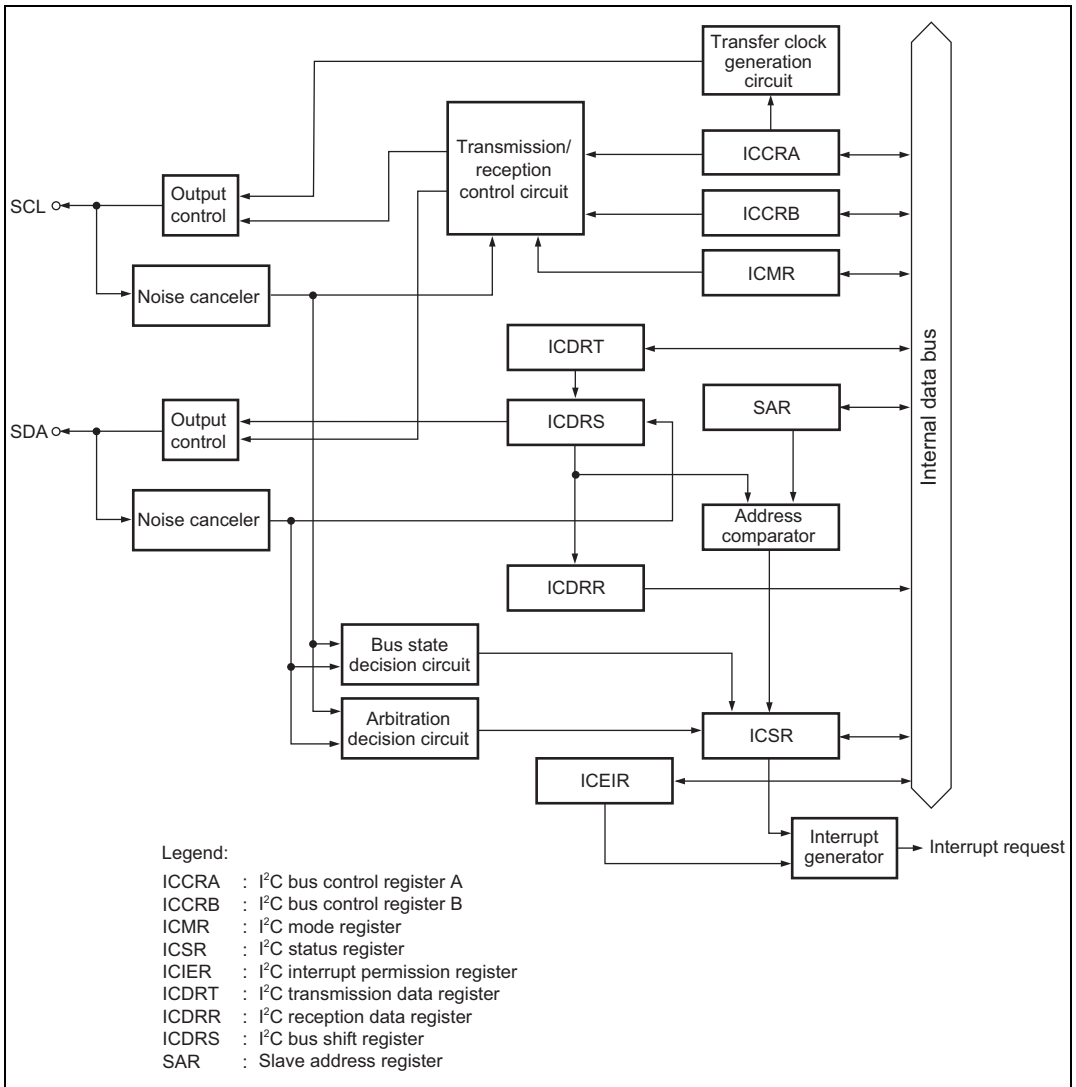 Transfer clock
generation
circuit
Transmission/
reception
control circuit
ICCRA
SCL
Output
control
ICCRB
ICMR
Noise canceler
ICDRT
SAR
SDA
Output
control
ICDRS
Internal data bus
Noise canceler
Address
comparator
ICDRR
Bus state
decision circuit
Arbitration
decision circuit
ICSR
ICEIR
Interrupt
generator
Interrupt request
Legend:
ICCRA : I²C bus control register A
ICCRB : I²C bus control register B
ICMR : I²C mode register
ICSR : I²C status register
ICIER : I²C interrupt permission register
ICDRT : I²C transmission data register
ICDRR : I²C reception data register
ICDRS : I²C bus shift register
SAR : Slave address register